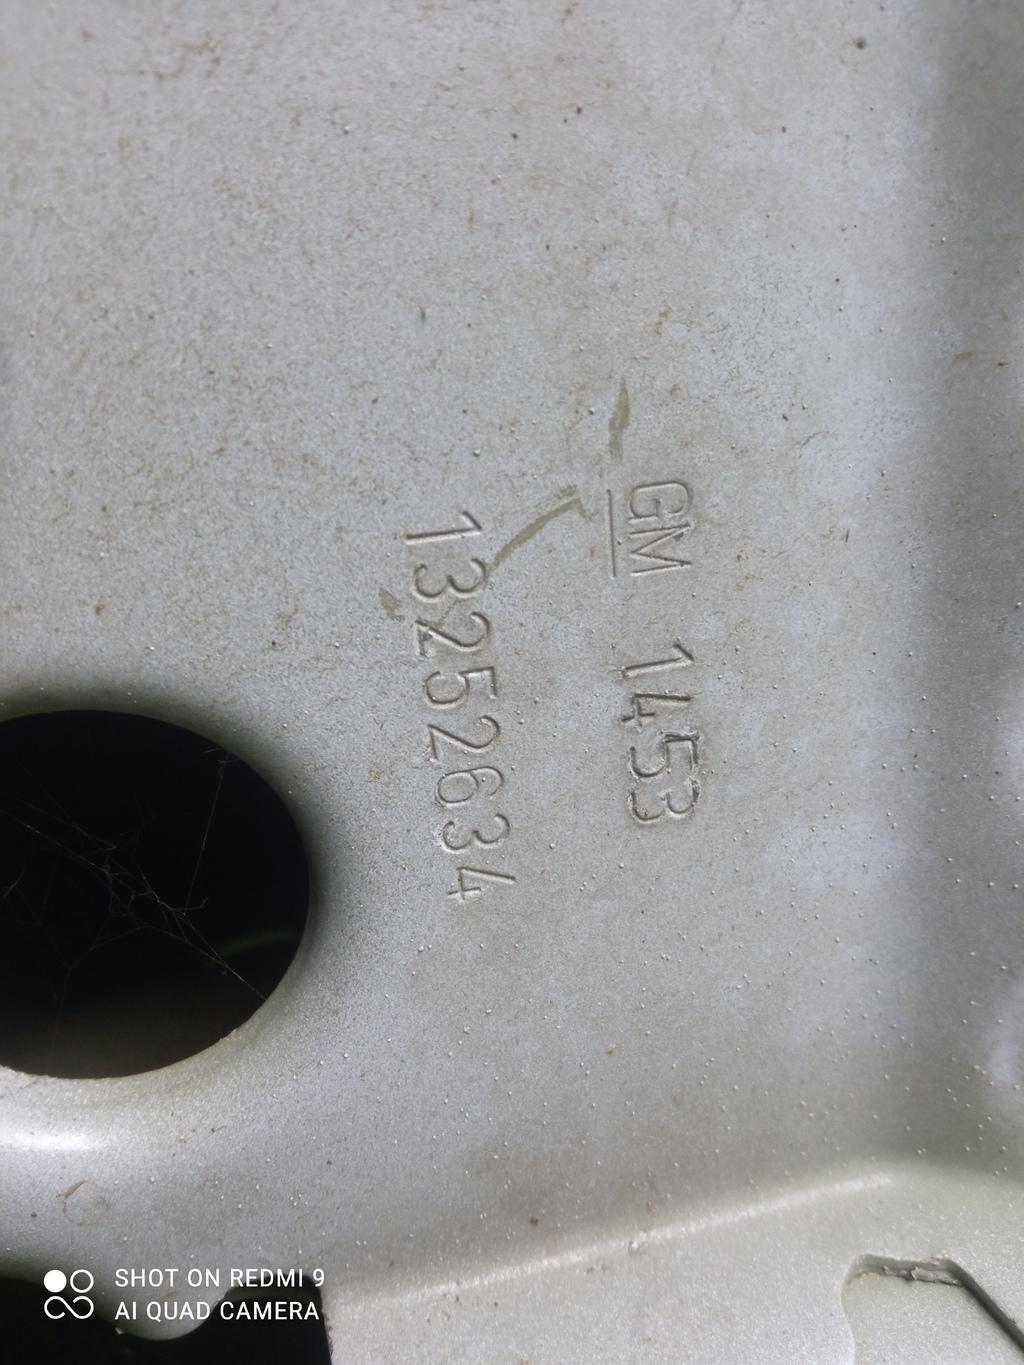 GM 1453
13252634
SHOT ON REDMI 9
AI QUAD CAMERA